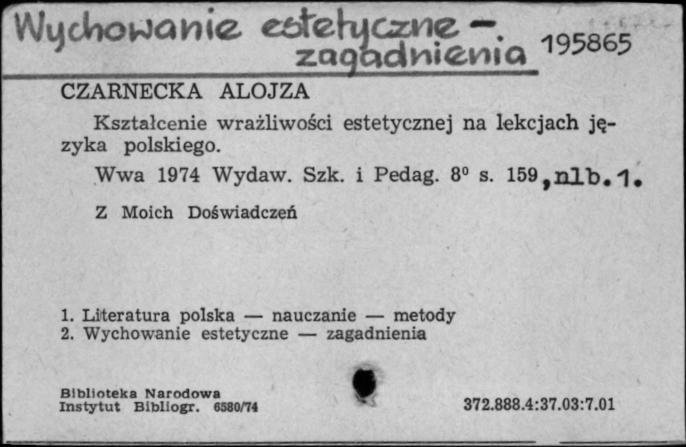 Wychowanie estetyczne -
zagadnienia 195865
CZARNECKA ALOJZA
Kształcenie wrażliwości estetycznej na lekcjach ję-
zyka polskiego.
Wwa 1974 Wydaw. Szk. i Pedag. 8⁰ s. 159,nlb.1.
Z Moich Doświadczeń
1. Literatura polska — nauczanie — metody
2. Wychowanie estetyczne — zagadnienia
Biblioteka Narodowa
Instytut Bibliogr. 6580/74 372.888.4:37.03:7.01